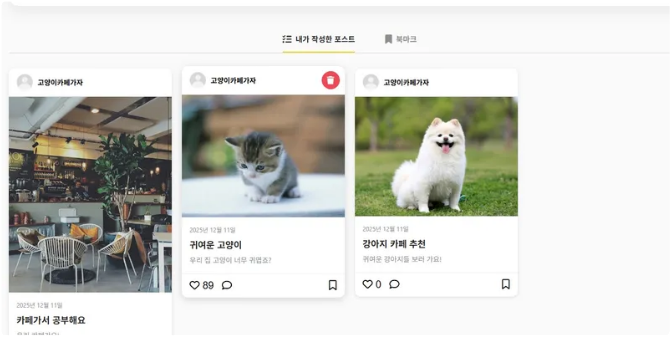 내가 작성한 포스트
북마크
고양이카페가자
2025년 12월 11일
카페가서 공부해요
고양이카페가자
2025년 12월 11일
귀여운 고양이
우리 집 고양이 너무 귀엽죠?
89
고양이카페가자
2025년 12월 11일
강아지 카페 추천
귀여운 강아지들 보러 가요!
0